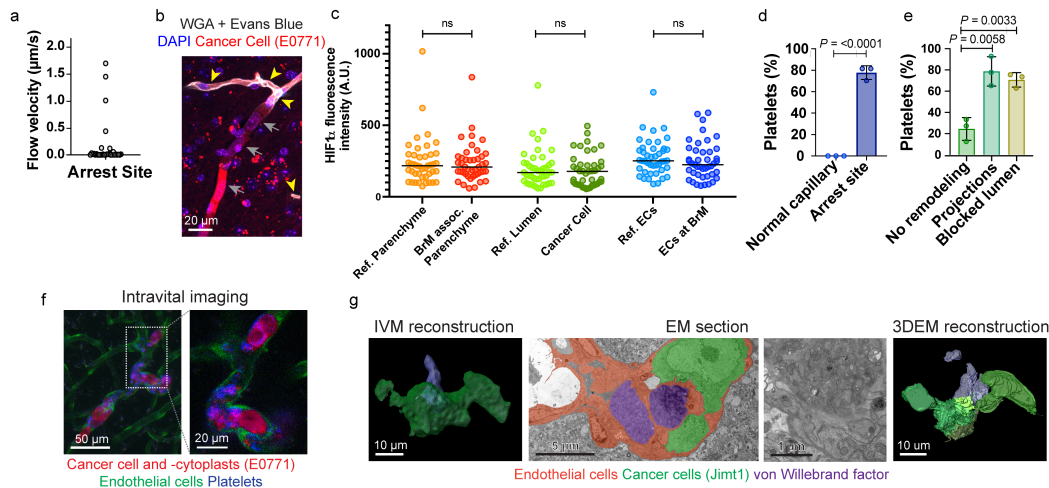 a
Flow velocity (µm/s)
2.0
1.5
1.0
0.5
0.0
Arrest Site
b
WGA + Evans Blue
DAPI Cancer Cell (E0771)
20 µm
c
HIF1α fluorescence
intensity (A.U.)
1000
500
0
ns
ns
ns
Ref. Parenchyme
BrM assoc.
Parenchyme
Ref. Lumen
Cancer Cell
Ref. ECs
ECs at BrM
d
P = <0.0001
Platelets (%)
100
80
60
40
20
0
Normal capillary
Arrest site
e
P = 0.0033
P = 0.0058
Platelets (%)
100
80
60
40
20
0
No remodeling
Projections
Blocked lumen
f
Intravital imaging
50 µm
20 µm
Cancer cell and -cytoplasts (E0771)
Endothelial cells Platelets
g
IVM reconstruction
EM section
3DEM reconstruction
10 µm
5 µm
1 µm
10 µm
Endothelial cells Cancer cells (Jimt1) von Willebrand factor